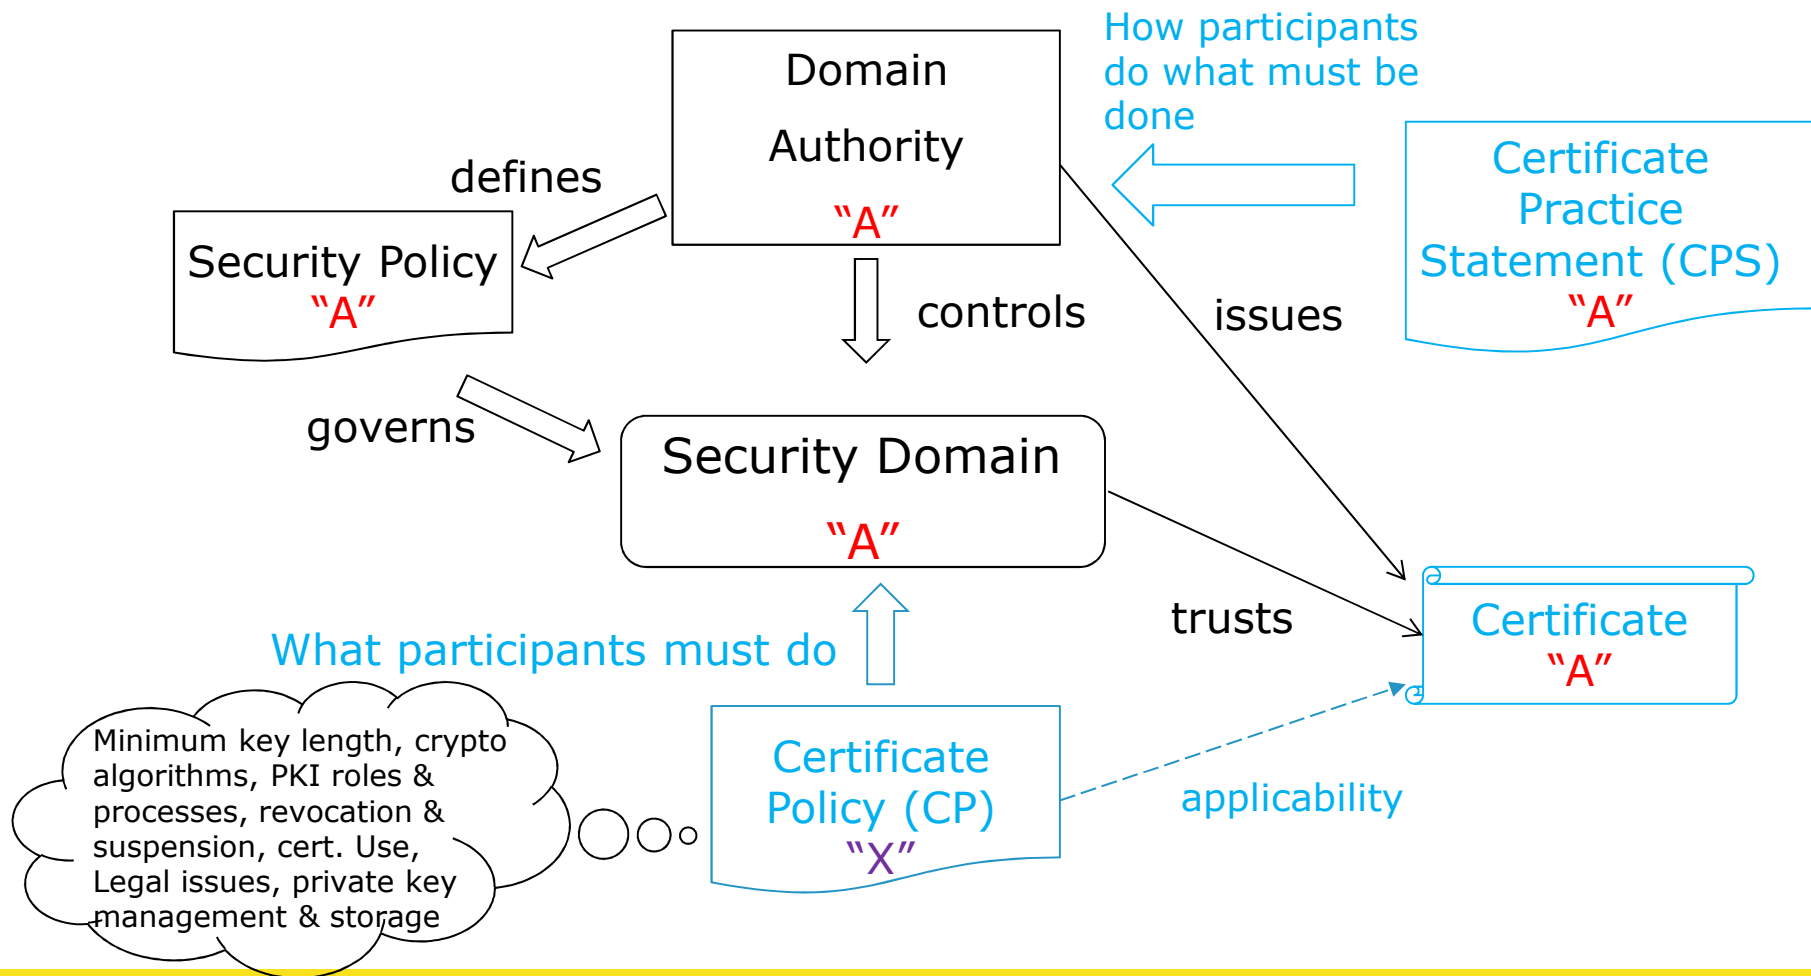 How participants
do what must be
done
Domain
Authority
“A”
Certificate
Practice
Statement (CPS)
“A”
defines
Security Policy
“A”
controls
issues
governs
Security Domain
“A”
trusts
Certificate
“A”
What participants must do
Minimum key length, crypto
algorithms, PKI roles &
processes, revocation &
suspension, cert. Use,
Legal issues, private key
management & storage
Certificate
Policy (CP)
“X”
applicability